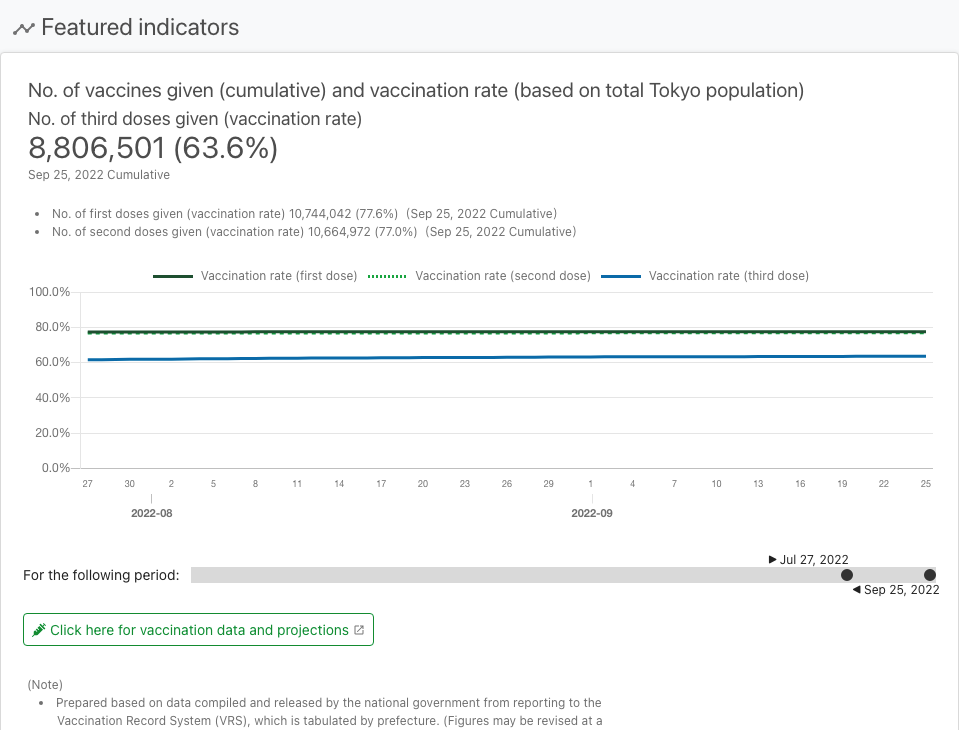 Featured indicators
No. of vaccines given (cumulative) and vaccination rate (based on total Tokyo population)
No. of third doses given (vaccination rate)
8,806,501 (63.6%)
Sep 25, 2022 Cumulative
• No. of first doses given (vaccination rate) 10,744,042 (77.6%) (Sep 25, 2022 Cumulative)
• No. of second doses given (vaccination rate) 10,664,972 (77.0%) (Sep 25, 2022 Cumulative)
Vaccination rate (first dose) Vaccination rate (second dose) Vaccination rate (third dose)
100.0%
80.0%
60.0%
40.0%
20.0%
0.0%
27 30 2 5 8 11 14 17 20 23 26 29 1 4 7 10 13 16 19 22 25
2022-08 2022-09
▶ Jul 27, 2022
For the following period:
◀ Sep 25, 2022
Click here for vaccination data and projections
(Note)
• Prepared based on data compiled and released by the national government from reporting to the
Vaccination Record System (VRS), which is tabulated by prefecture. (Figures may be revised at a